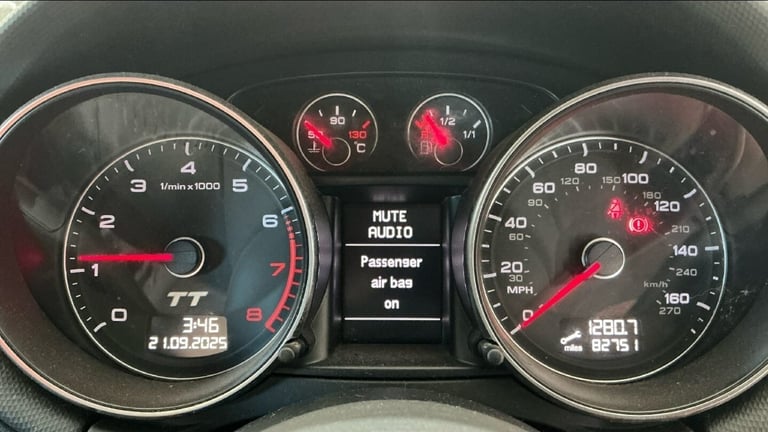 50 90 130
°C
1/2 1/1
0 1 2 3 4 5 6 7 8
1/min x 1000
TT
3:46
21.09.2025
MUTE
AUDIO
Passenger
air bag
on
0 20 40 60 80 100 120 140 160
30 60 90 120 150 180 210 240 270
MPH
km/h
1280.7
miles 82751